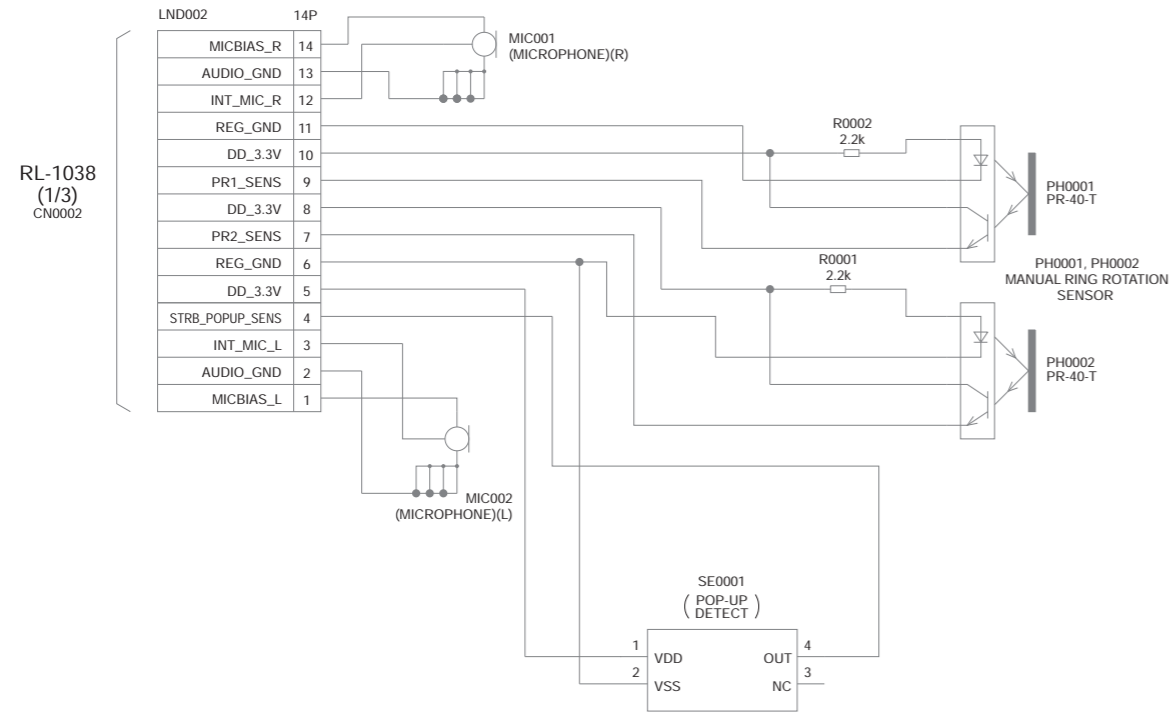 LND002 14P
MICBIAS_R 14
AUDIO_GND 13
INT_MIC_R 12
REG_GND 11
DD_3.3V 10
PR1_SENS 9
DD_3.3V 8
PR2_SENS 7
REG_GND 6
DD_3.3V 5
STRB_POPUP_SENS 4
INT_MIC_L 3
AUDIO_GND 2
MICBIAS_L 1
RL-1038
(1/3)
CN0002
MIC001
(MICROPHONE)(R)
R0002
2.2k
PH0001
PR-40-T
R0001
2.2k
PH0001, PH0002
MANUAL RING ROTATION
SENSOR
PH0002
PR-40-T
MIC002
(MICROPHONE)(L)
SE0001
( POP-UP
DETECT )
1 VDD OUT 4
2 VSS NC 3